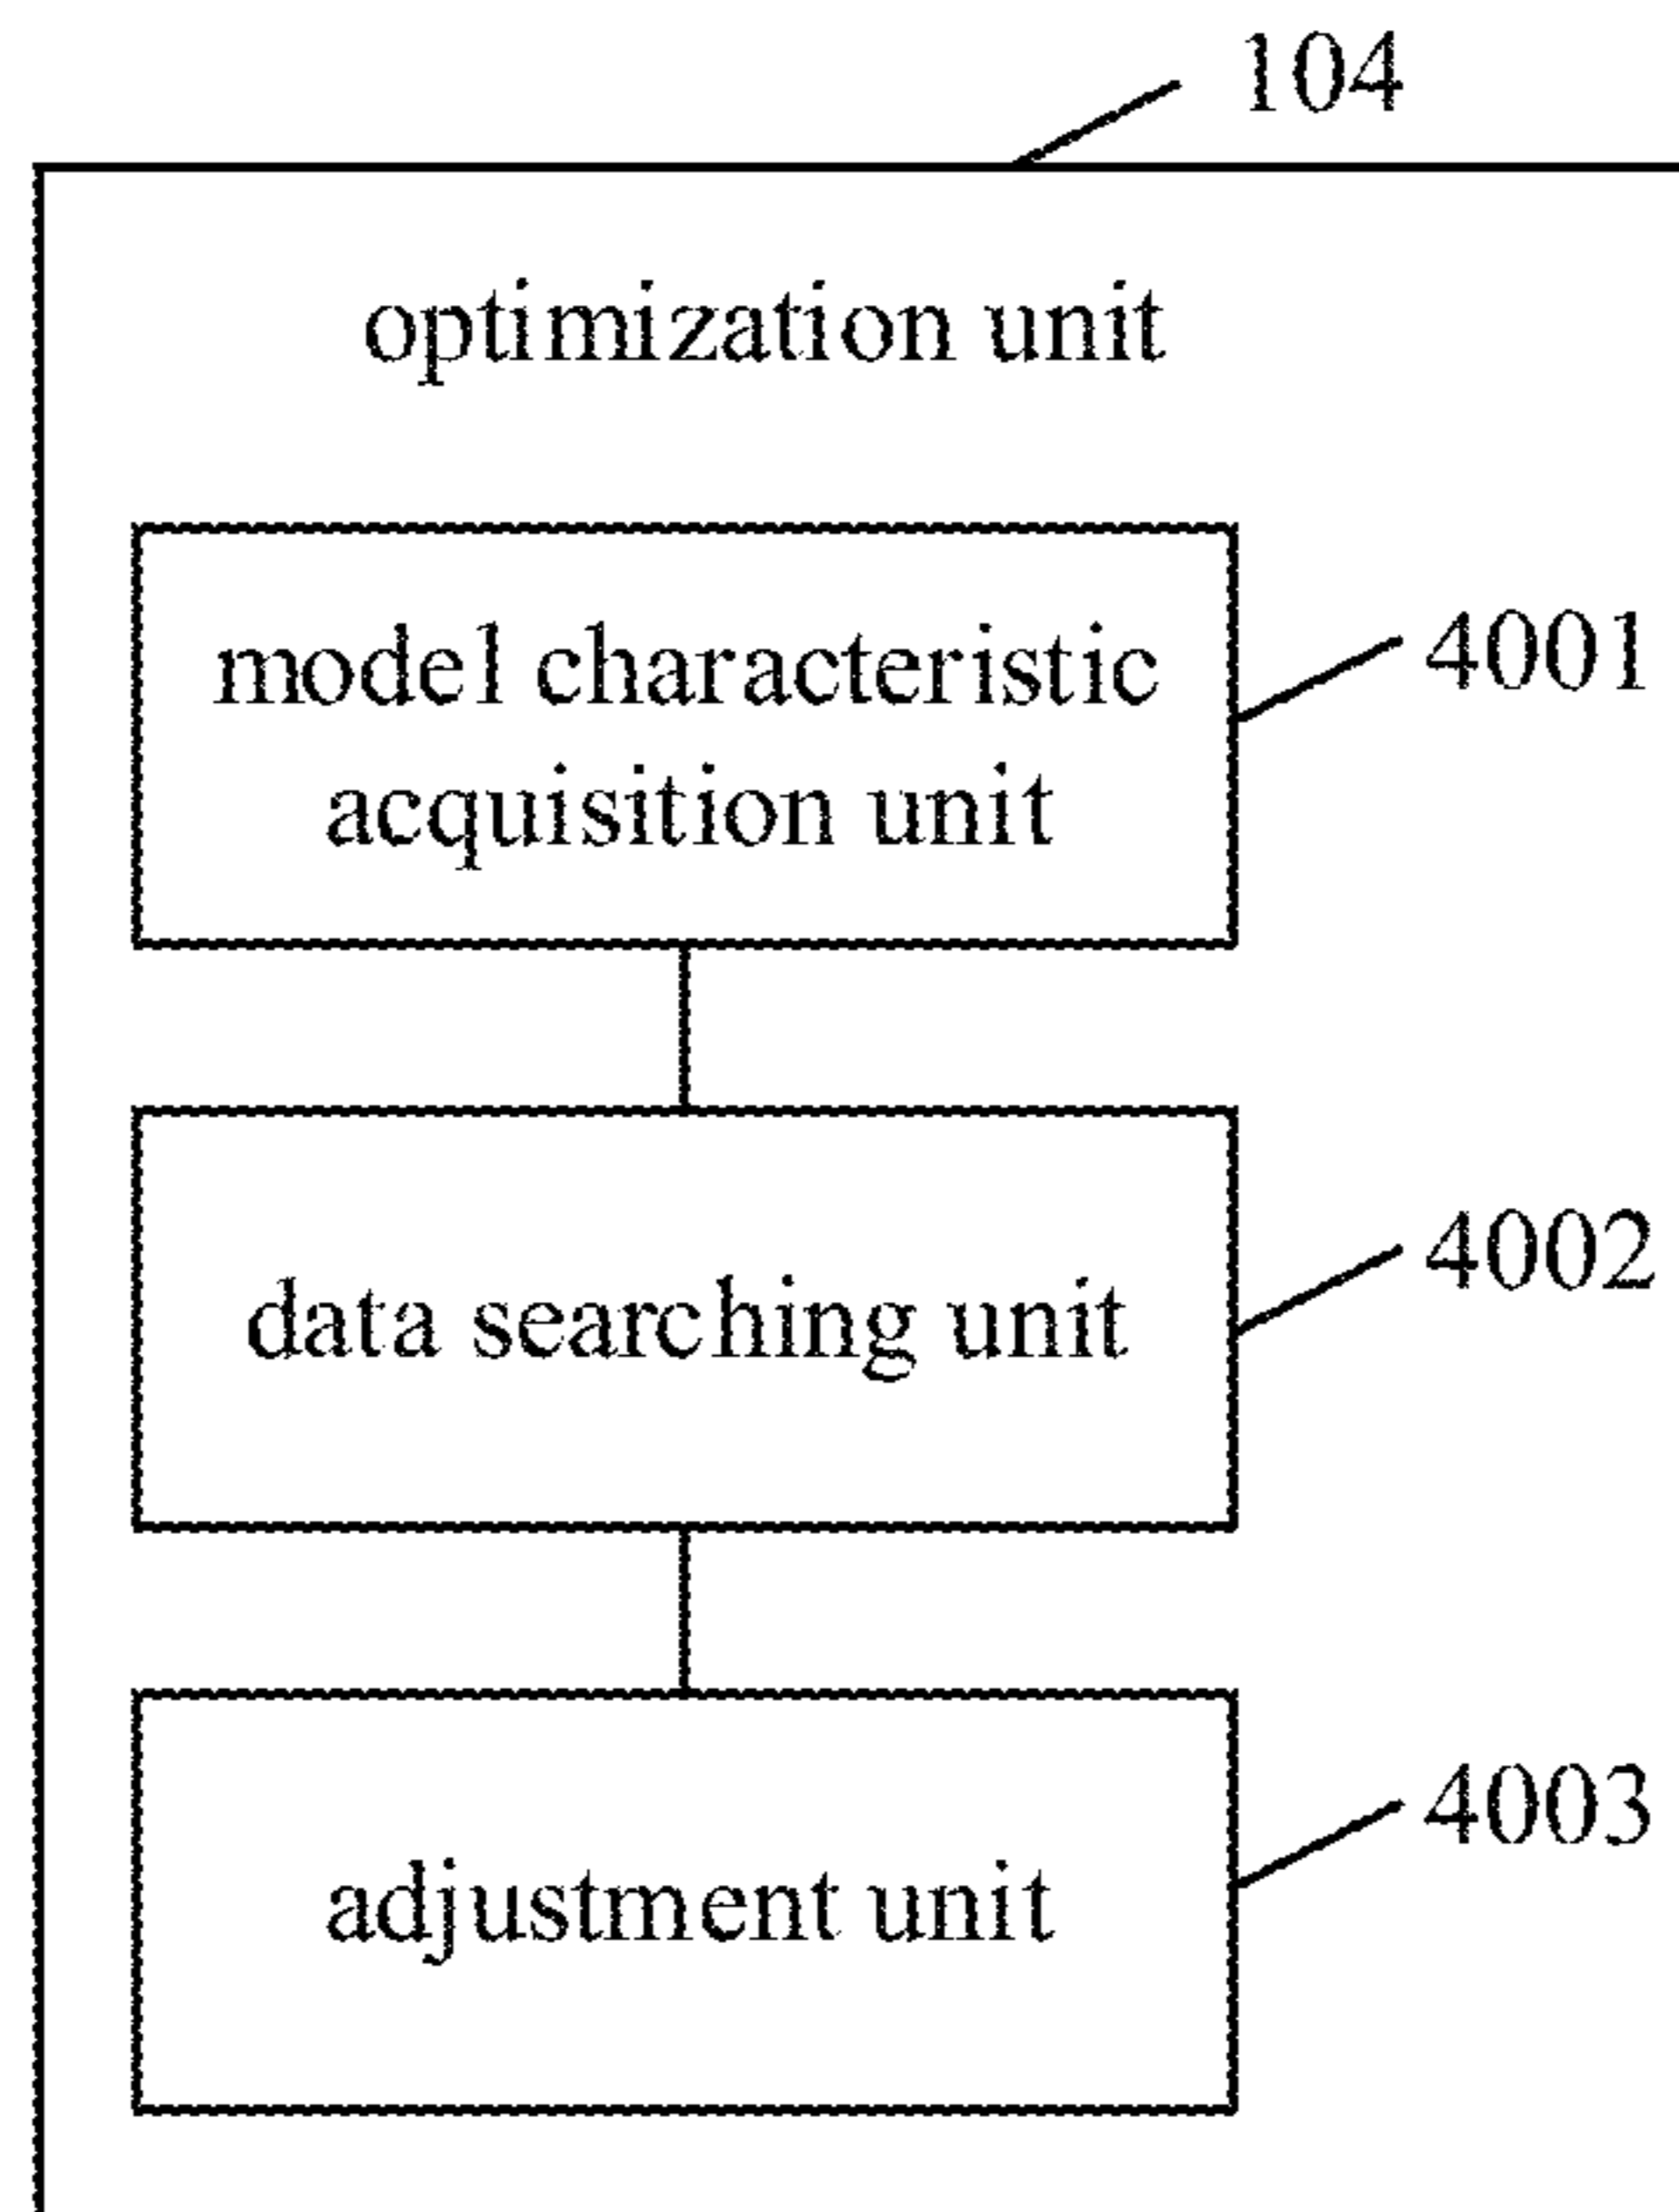 104
optimization unit
model characteristic
acquisition unit
4001
data searching unit
4002
adjustment unit
4003